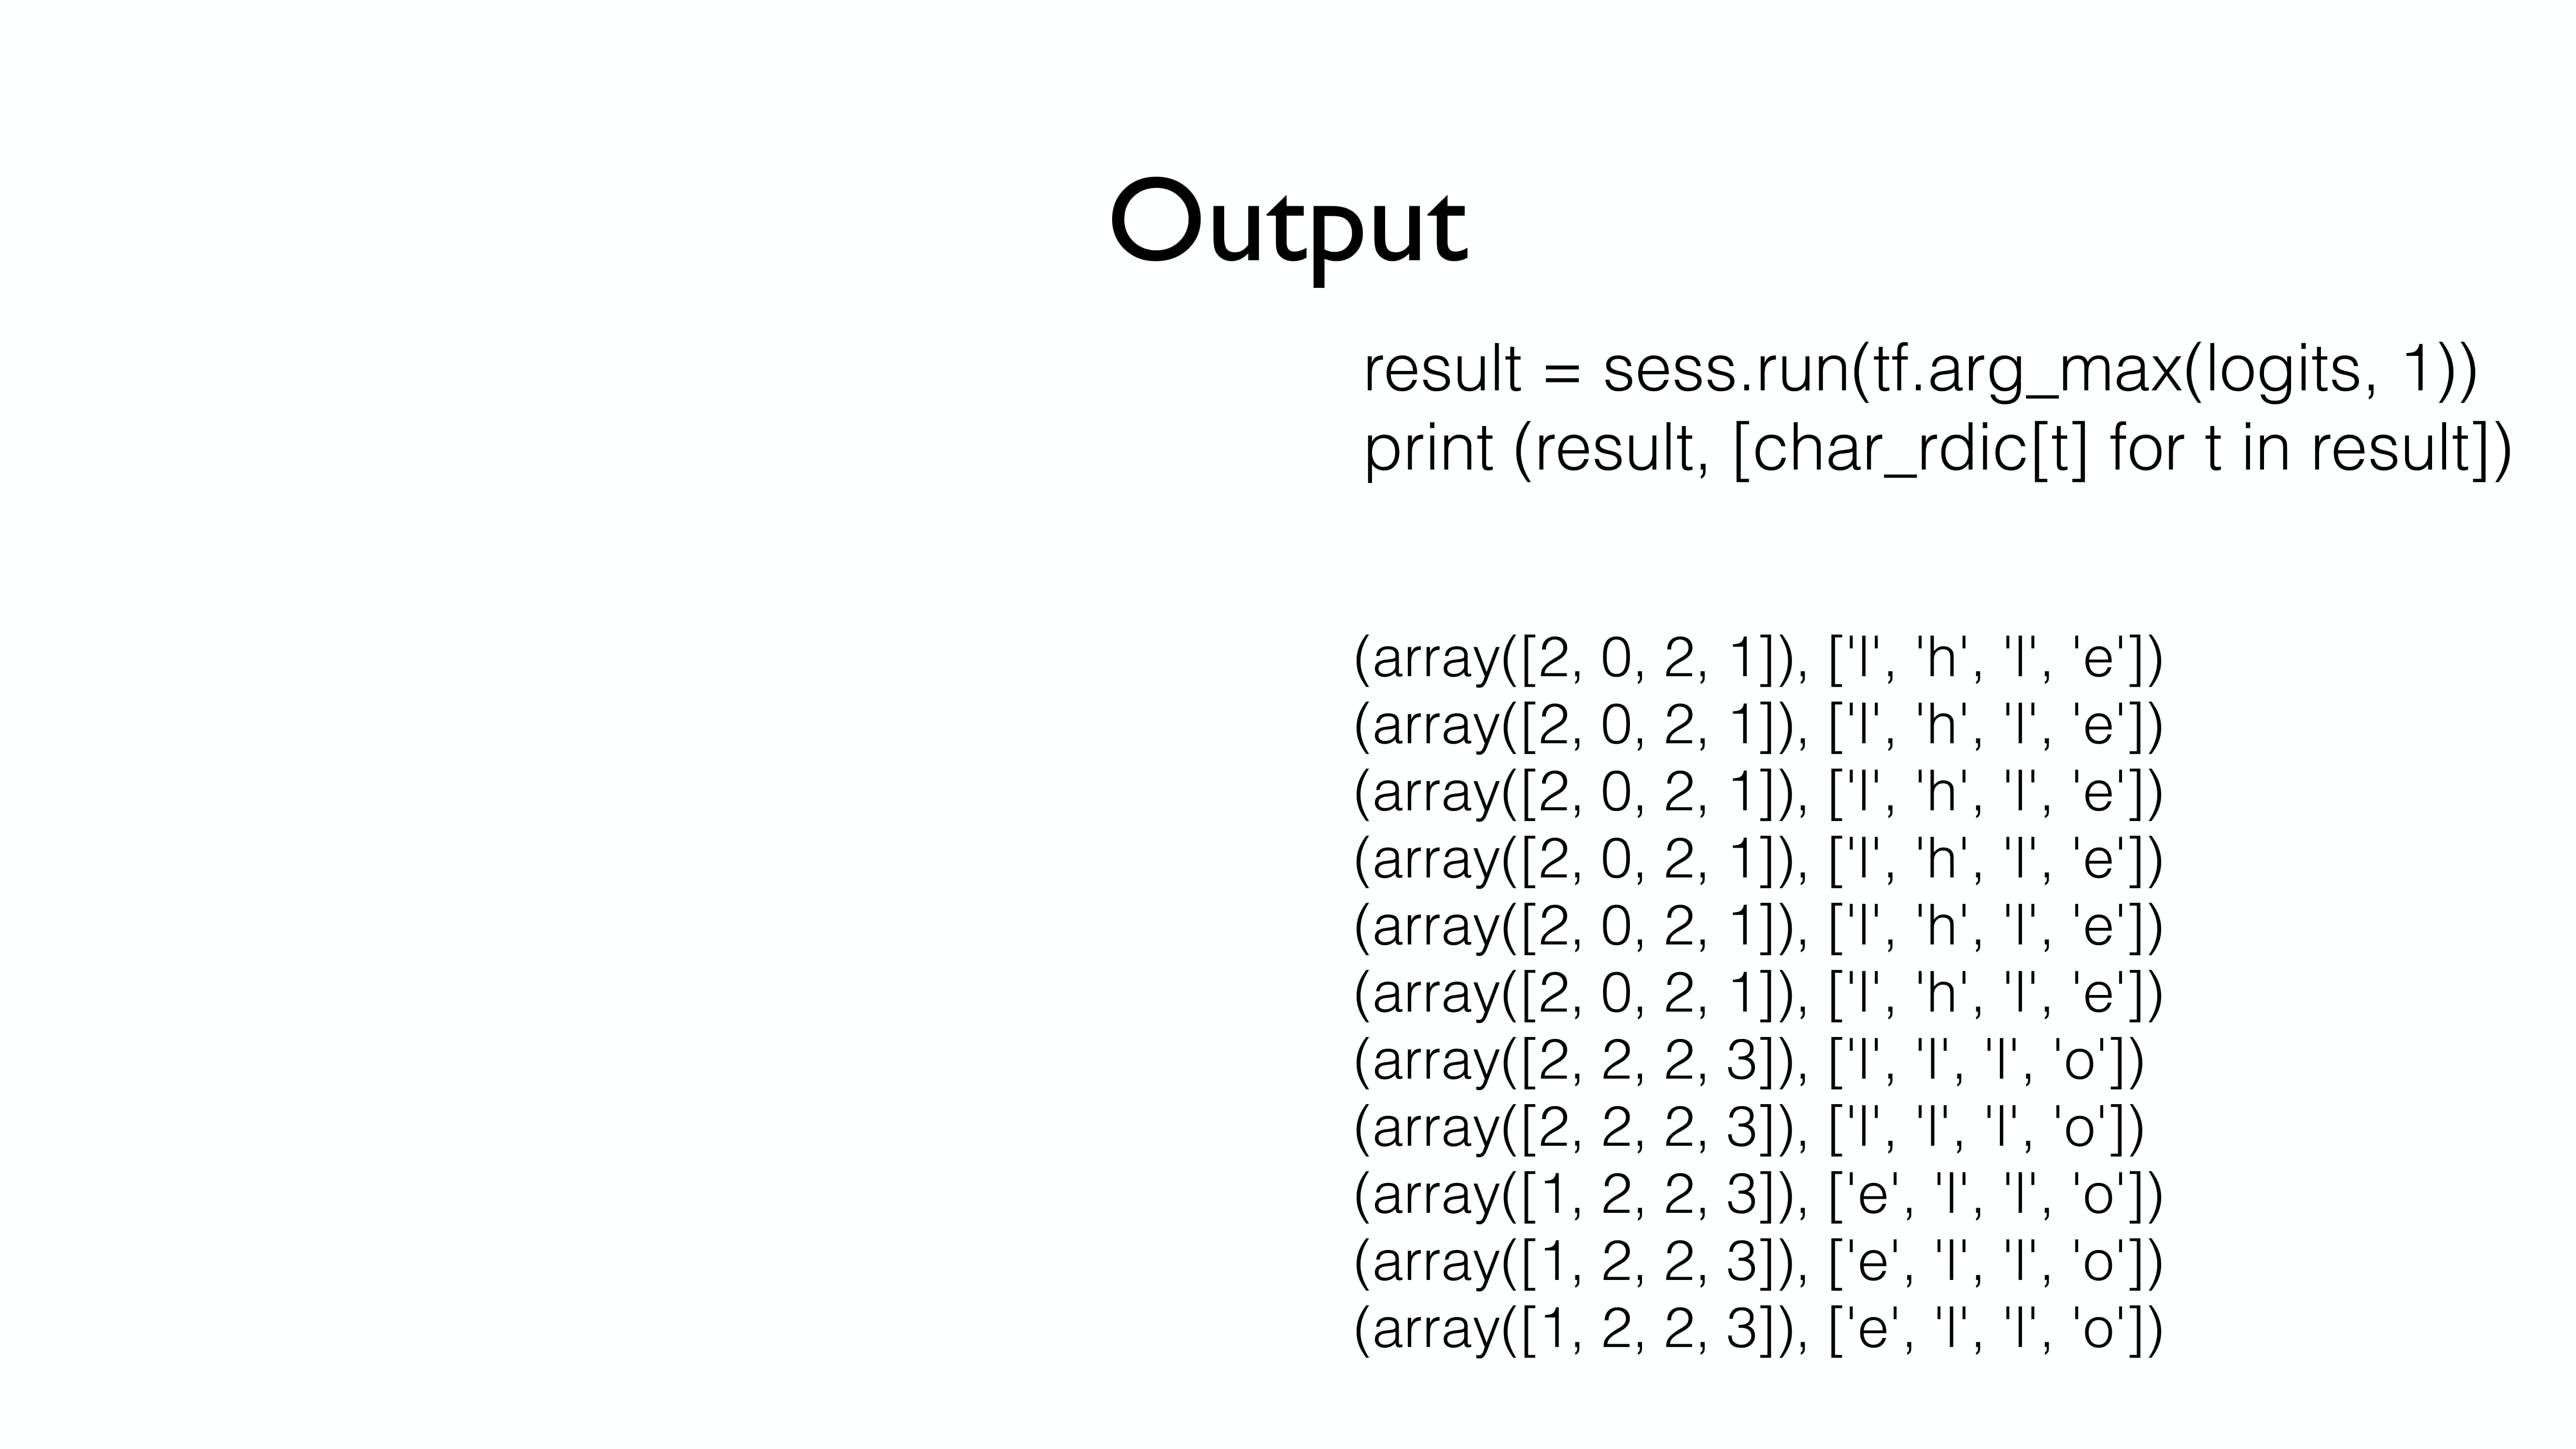 Output
result = sess.run(tf.arg_max(logits, 1))
print (result, [char_rdic[t] for t in result])
(array([2, 0, 2, 1]), ['l', 'h', 'l', 'e'])
(array([2, 0, 2, 1]), ['l', 'h', 'l', 'e'])
(array([2, 0, 2, 1]), ['l', 'h', 'l', 'e'])
(array([2, 0, 2, 1]), ['l', 'h', 'l', 'e'])
(array([2, 0, 2, 1]), ['l', 'h', 'l', 'e'])
(array([2, 0, 2, 1]), ['l', 'h', 'l', 'e'])
(array([2, 2, 2, 3]), ['l', 'l', 'l', 'o'])
(array([2, 2, 2, 3]), ['l', 'l', 'l', 'o'])
(array([1, 2, 2, 3]), ['e', 'l', 'l', 'o'])
(array([1, 2, 2, 3]), ['e', 'l', 'l', 'o'])
(array([1, 2, 2, 3]), ['e', 'l', 'l', 'o'])